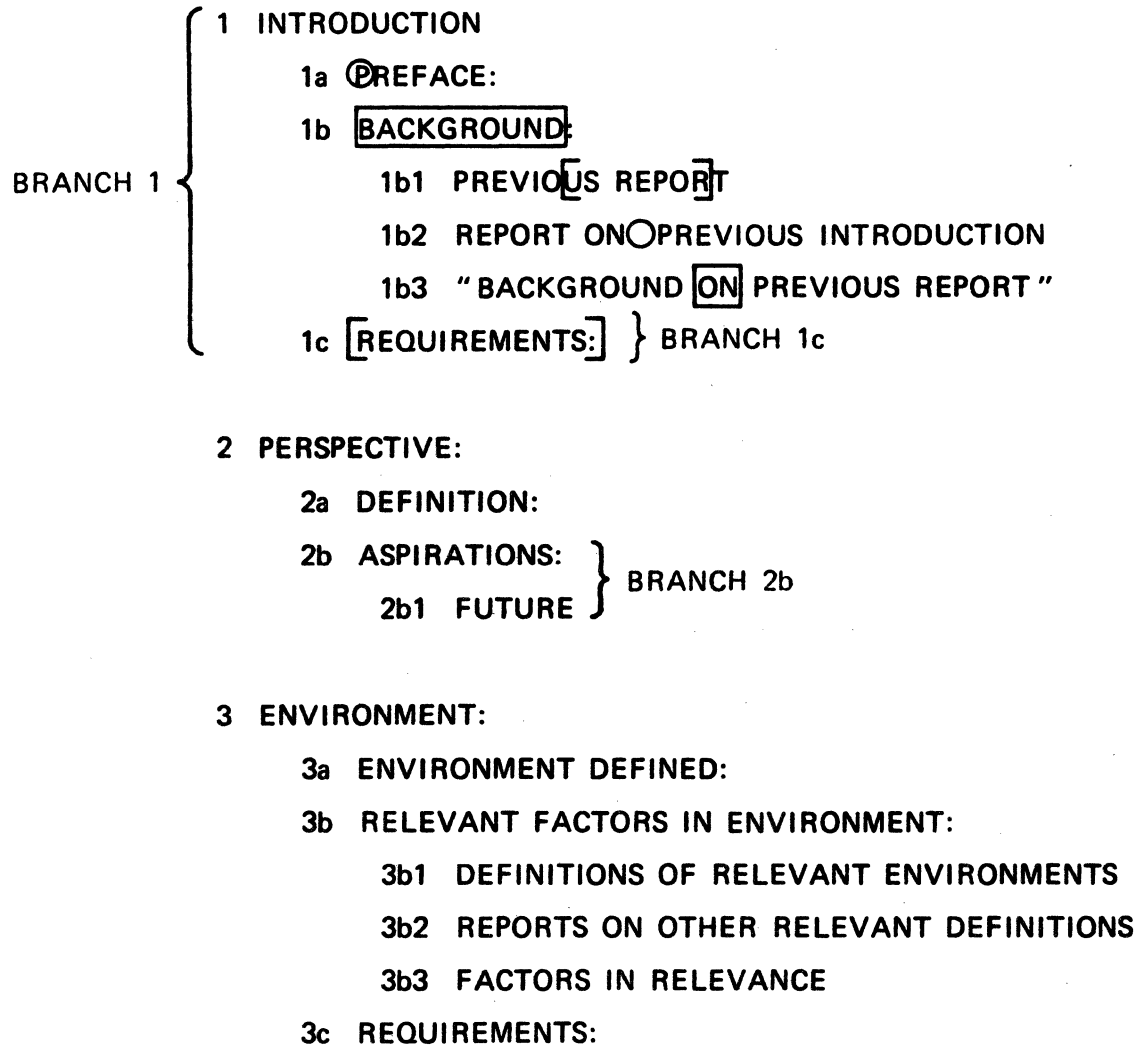 1 INTRODUCTION
1a PREFACE:
1b BACKGROUND:
BRANCH 1
1b1 PREVIOUS REPORT
1b2 REPORT ON PREVIOUS INTRODUCTION
1b3 "BACKGROUND ON PREVIOUS REPORT"
1c [REQUIREMENTS:] } BRANCH 1c
2 PERSPECTIVE:
2a DEFINITION:
2b ASPIRATIONS:
BRANCH 2b
2b1 FUTURE
3 ENVIRONMENT:
3a ENVIRONMENT DEFINED:
3b RELEVANT FACTORS IN ENVIRONMENT:
3b1 DEFINITIONS OF RELEVANT ENVIRONMENTS
3b2 REPORTS ON OTHER RELEVANT DEFINITIONS
3b3 FACTORS IN RELEVANCE
3c REQUIREMENTS: